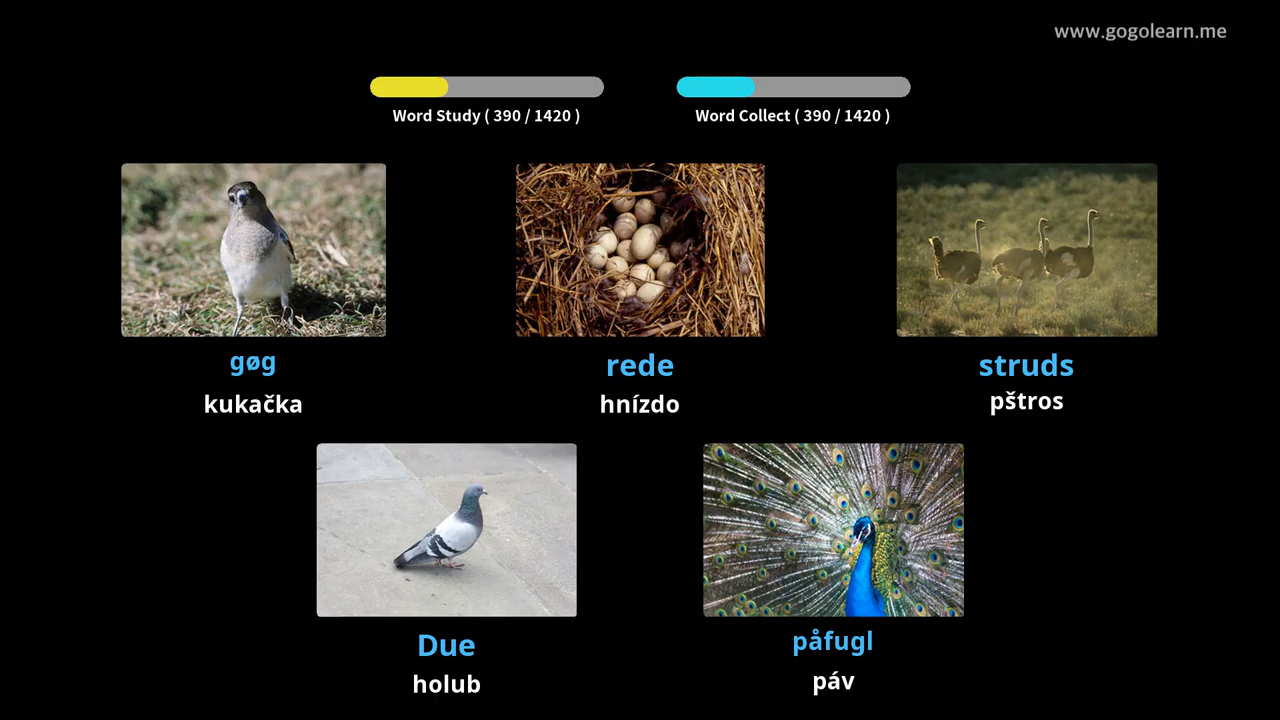 www.gogolearn.me
Word Study ( 390 / 1420 )
Word Collect ( 390 / 1420 )
gøg
kukačka
rede
hnízdo
struds
pštros
Due
holub
påfugl
páv